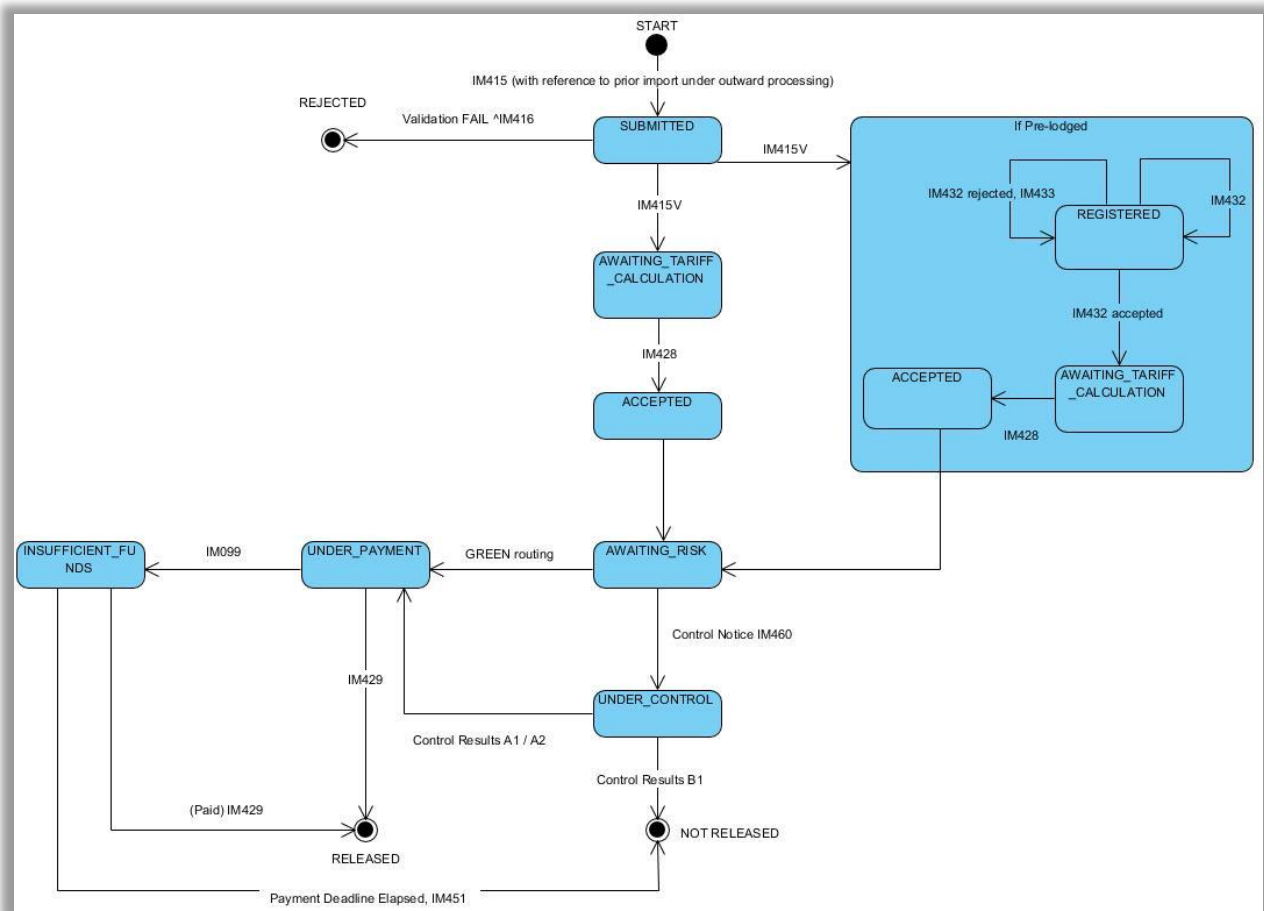 START
IM415 (with reference to prior import under outward processing)
REJECTED
Validation FAIL ^IM416
SUBMITTED
IM415V
If Pre-lodged
IM432 rejected, IM433
IM432
REGISTERED
IM415V
AWAITING_TARIFF
_CALCULATION
IM432 accepted
IM428
ACCEPTED
AWAITING_TARIFF
_CALCULATION
ACCEPTED
IM428
INSUFFICIENT_FU
NDS
IM099
UNDER_PAYMENT
GREEN routing
AWAITING_RISK
Control Notice IM460
IM429
UNDER_CONTROL
Control Results A1 / A2
Control Results B1
(Paid) IM429
NOT RELEASED
RELEASED
Payment Deadline Elapsed, IM451